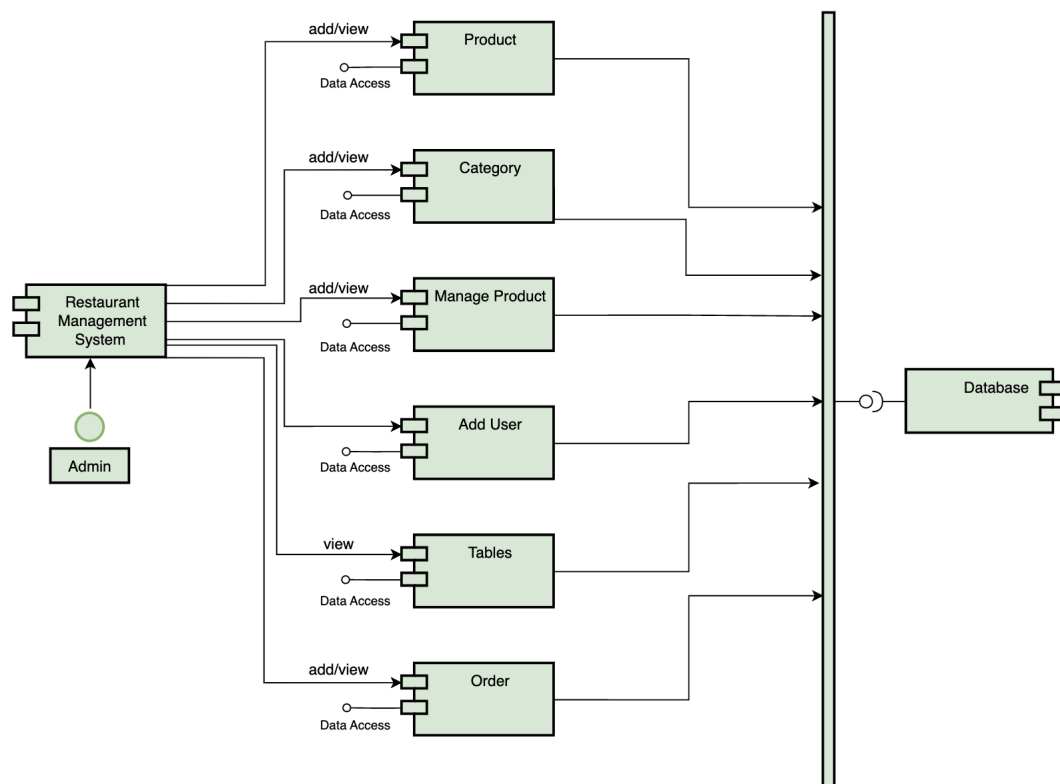 add/view
Product
Data Access
add/view
Category
Data Access
add/view
Manage Product
Data Access
Restaurant
Management
System
Database
Add User
Data Access
Admin
view
Tables
Data Access
add/view
Order
Data Access